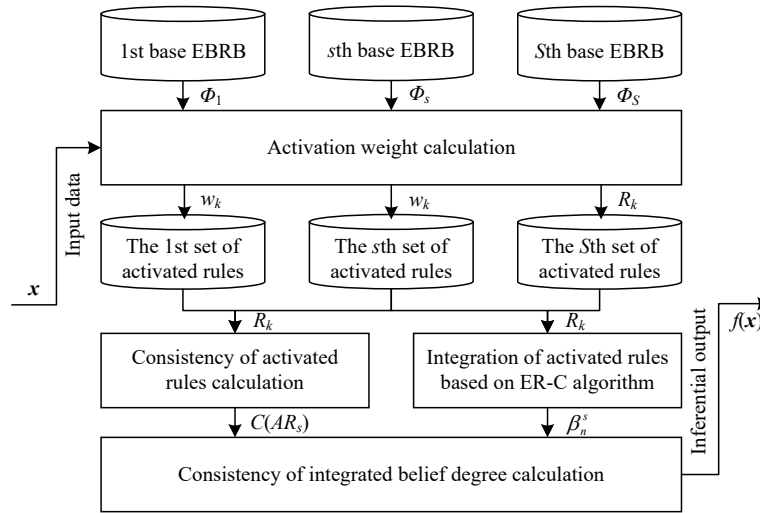 1st base EBRB
sth base EBRB
Sth base EBRB
Φ1
Φs
ΦS
Activation weight calculation
wk
wk
Rk
Input data
x
The 1st set of
activated rules
The sth set of
activated rules
The Sth set of
activated rules
Rk
Rk
Consistency of activated
rules calculation
Integration of activated rules
based on ER-C algorithm
C(ARs)
βns
Consistency of integrated belief degree calculation
Inferential output
f(x)